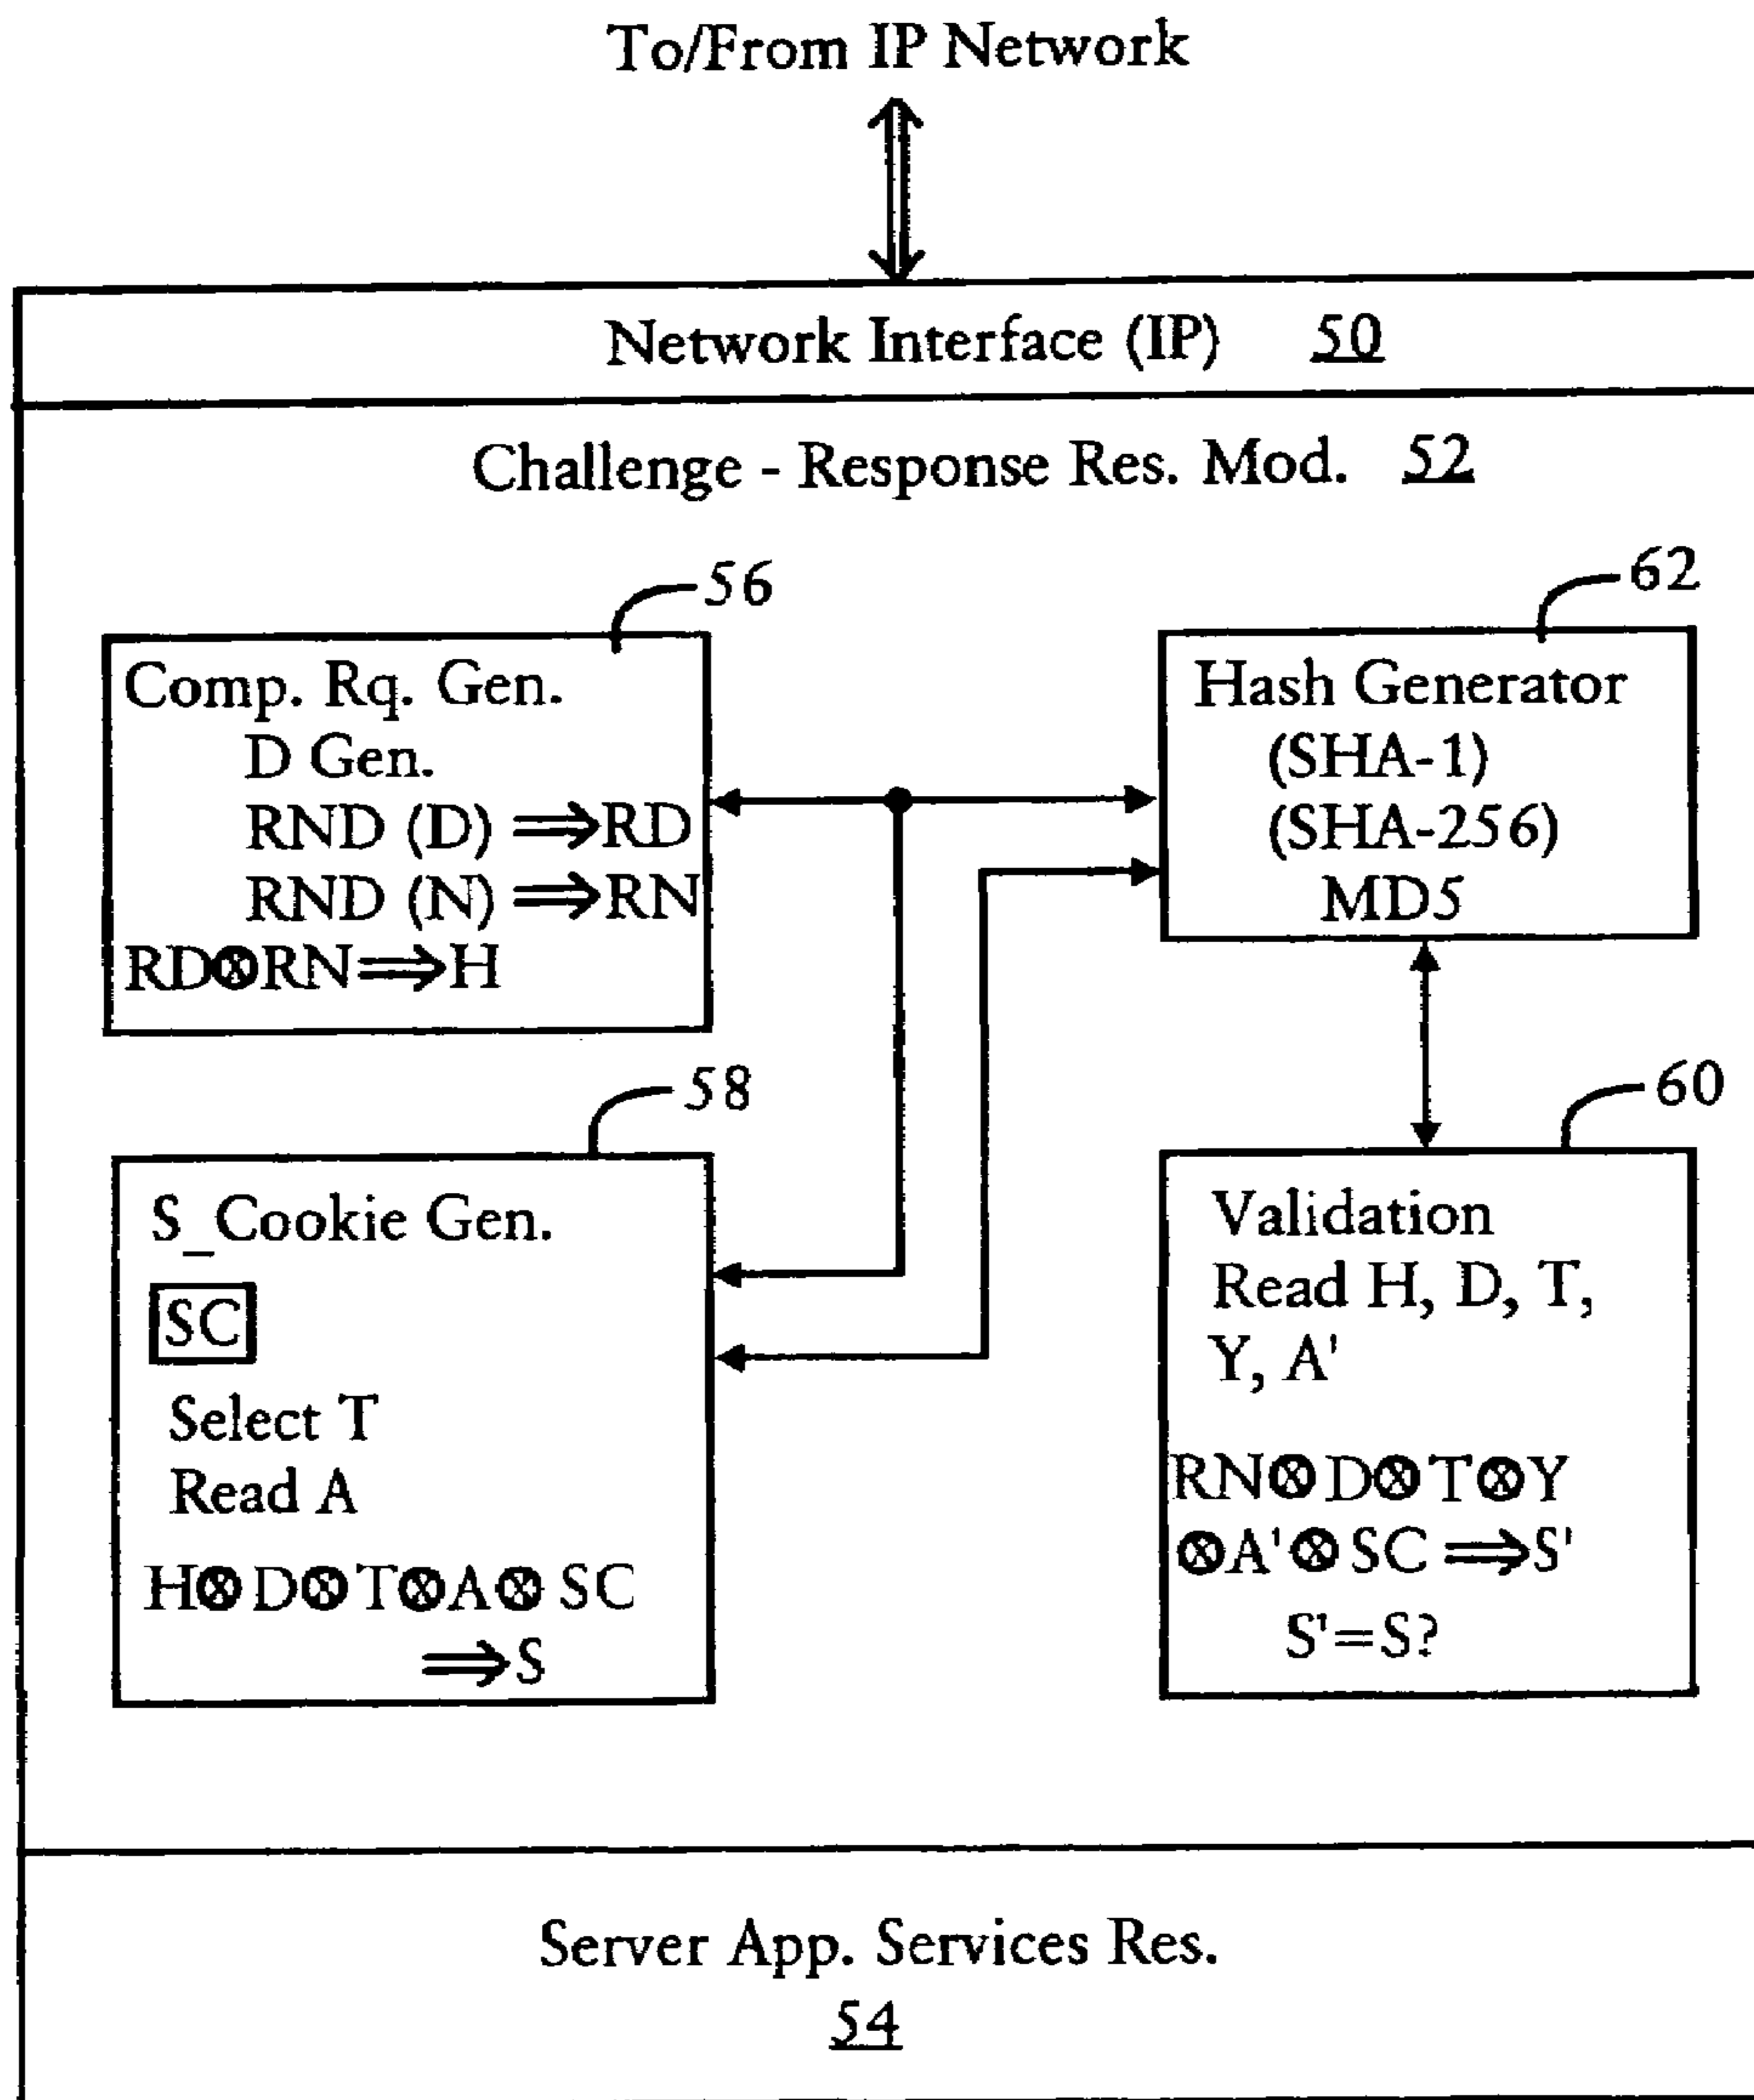 To/From IP Network
Network Interface (IP) 50
Challenge - Response Res. Mod. 52
56
Comp. Rq. Gen.
D Gen.
RND (D) ⟹RD
RND (N) ⟹RN
RD⊗RN⟹H
62
Hash Generator
(SHA-1)
(SHA-256)
MD5
58
S_Cookie Gen.
SC
Select T
Read A
H⊗D⊗T⊗A⊗SC
⟹S
60
Validation
Read H, D, T,
Y, A'
RN⊗D⊗T⊗Y
⊗A'⊗SC⟹S'
S'=S?
Server App. Services Res.
54